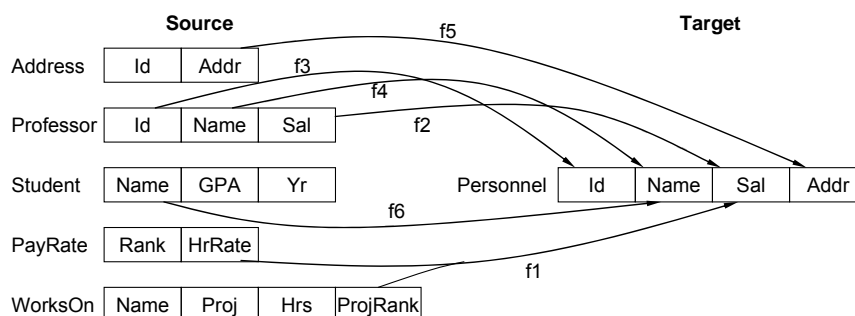 Source Target
f5
Address Id Addr
f3
f4
Professor Id Name Sal
f2
Student Name GPA Yr Personnel Id Name Sal Addr
f6
PayRate Rank HrRate
f1
WorksOn Name Proj Hrs ProjRank